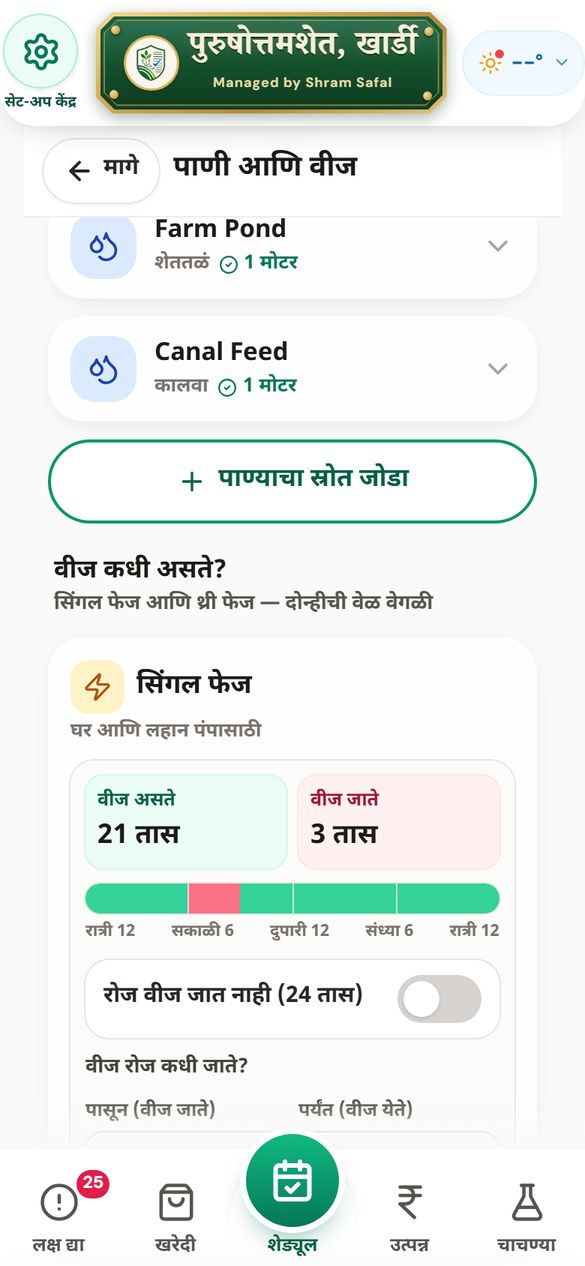 पुरुषोत्तमशेत, खार्डी
Managed by Shram Safal
--°
सेट-अप केंद्र
मागे
पाणी आणि वीज
Farm Pond
शेततळं 1 मोटर
Canal Feed
कालवा 1 मोटर
+ पाण्याचा स्रोत जोडा
वीज कधी असते?
सिंगल फेज आणि थ्री फेज — दोन्हीची वेळ वेगळी
सिंगल फेज
घर आणि लहान पंपासाठी
वीज असते
21 तास
वीज जाते
3 तास
रात्री 12 सकाळी 6 दुपारी 12 संध्या 6 रात्री 12
रोज वीज जात नाही (24 तास)
वीज रोज कधी जाते?
पासून (वीज जाते) पर्यंत (वीज येते)
25
लक्ष द्या खरेदी शेड्यूल उत्पन्न चाचण्या